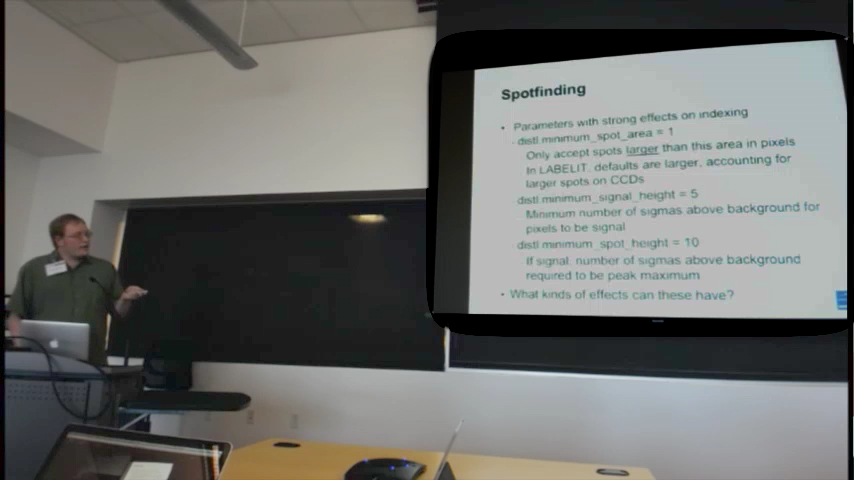 Spotfinding
• Parameters with strong effects on indexing
- distl minimum_spot_area = 1
Only accept spots larger than this area in pixels
In LABELIT, defaults are larger, accounting for
larger spots on CCDs
distl minimum_signal_height = 5
Minimum number of sigmas above background for
pixels to be signal
distl minimum_spot_height = 10
If signal, number of sigmas above background
required to be peak maximum
• What kinds of effects can these have?